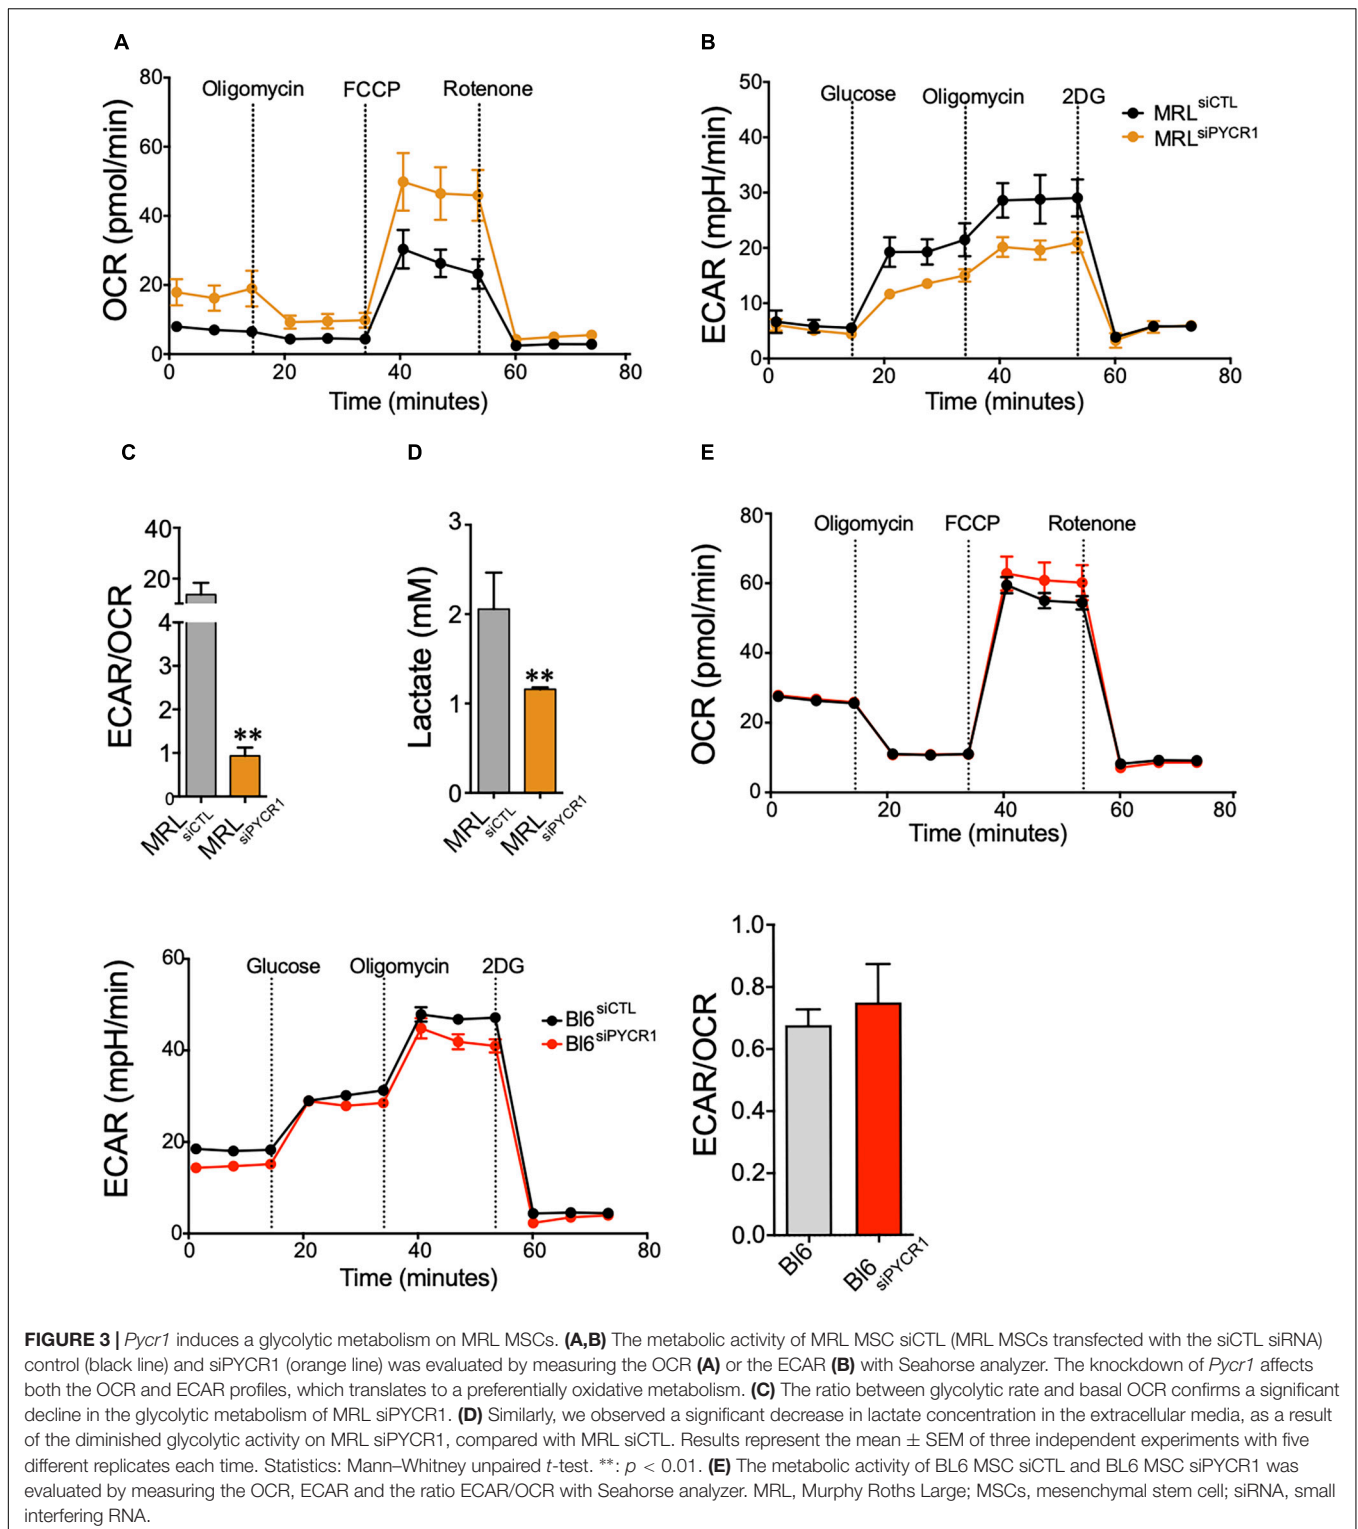 A
80
60
40
20
0
OCR (pmol/min)
Oligomycin FCCP Rotenone
0 20 40 60 80
Time (minutes)
B
50
40
30
20
10
0
ECAR (mpH/min)
Glucose Oligomycin 2DG
MRL siCTL
MRL siPYCR1
0 20 40 60 80
Time (minutes)
C
40
20
4
3
2
1
0
ECAR/OCR
**
MRL siCTL
MRL siPYCR1
D
3
2
1
0
Lactate (mM)
**
MRL siCTL
MRL siPYCR1
E
80
60
40
20
0
OCR (pmol/min)
Oligomycin FCCP Rotenone
0 20 40 60 80
Time (minutes)
60
40
20
0
ECAR (mpH/min)
Glucose Oligomycin 2DG
Bl6 siCTL
Bl6 siPYCR1
0 20 40 60 80
Time (minutes)
1.0
0.8
0.6
0.4
0.2
0.0
ECAR/OCR
Bl6
Bl6 siPYCR1
FIGURE 3 | Pycr1 induces a glycolytic metabolism on MRL MSCs. (A,B) The metabolic activity of MRL MSC siCTL (MRL MSCs transfected with the siCTL siRNA)
control (black line) and siPYCR1 (orange line) was evaluated by measuring the OCR (A) or the ECAR (B) with Seahorse analyzer. The knockdown of Pycr1 affects
both the OCR and ECAR profiles, which translates to a preferentially oxidative metabolism. (C) The ratio between glycolytic rate and basal OCR confirms a significant
decline in the glycolytic metabolism of MRL siPYCR1. (D) Similarly, we observed a significant decrease in lactate concentration in the extracellular media, as a result
of the diminished glycolytic activity on MRL siPYCR1, compared with MRL siCTL. Results represent the mean ± SEM of three independent experiments with five
different replicates each time. Statistics: Mann–Whitney unpaired t-test. **: p < 0.01. (E) The metabolic activity of BL6 MSC siCTL and BL6 MSC siPYCR1 was
evaluated by measuring the OCR, ECAR and the ratio ECAR/OCR with Seahorse analyzer. MRL, Murphy Roths Large; MSCs, mesenchymal stem cell; siRNA, small
interfering RNA.